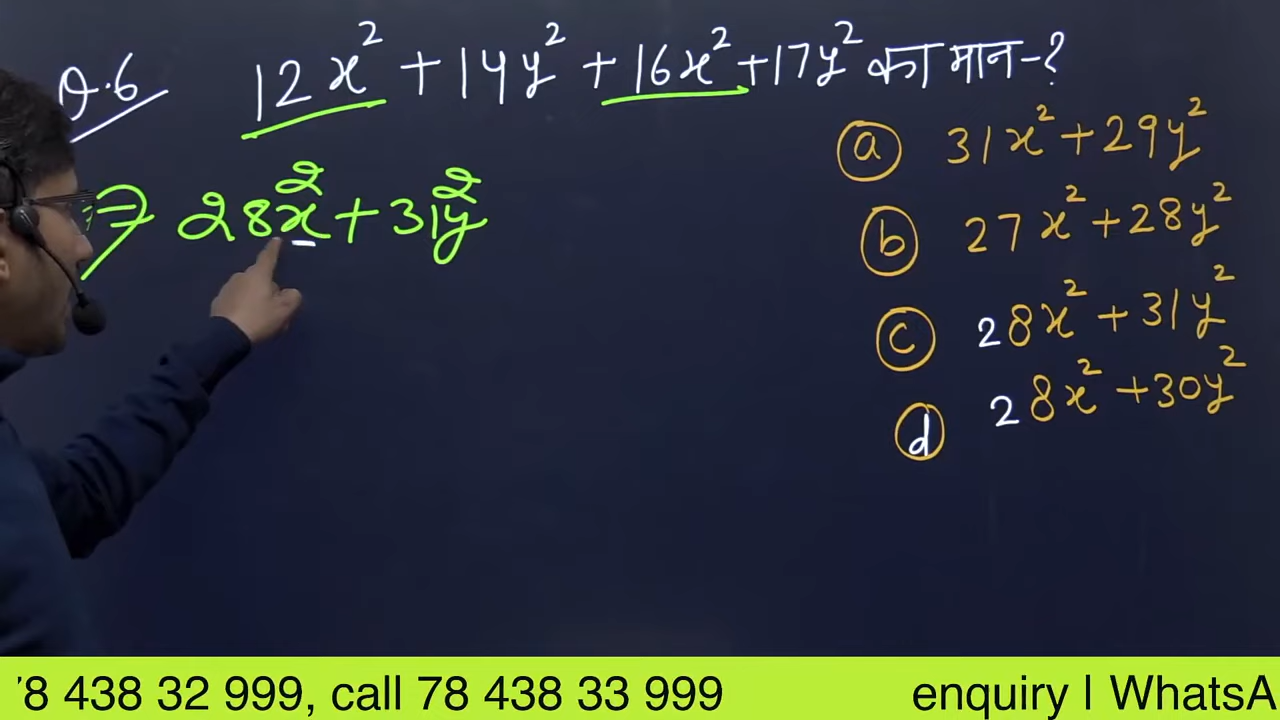 Q.6 12x² + 14y² + 16x² + 17y² का मान-?
⇒ 28x² + 31y²
(a) 31x² + 29y²
(b) 27x² + 28y²
(c) 28x² + 31y²
(d) 28x² + 30y²
78 438 32 999, call 78 438 33 999 enquiry | WhatsA